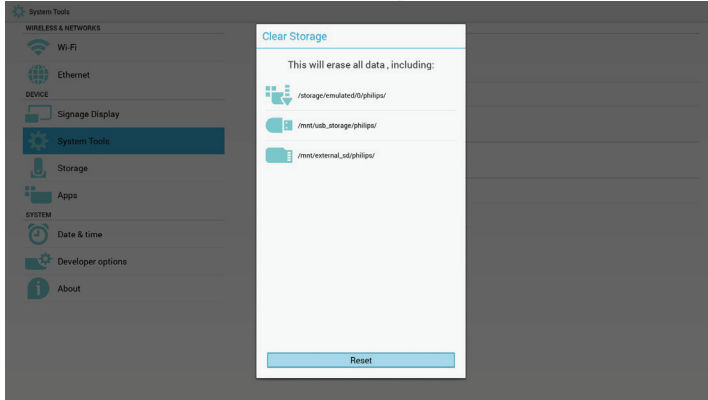 System Tools
WIRELESS & NETWORKS
Wi-Fi
Ethernet
DEVICE
Signage Display
System Tools
Storage
Apps
SYSTEM
Date & time
Developer options
About
Clear Storage
This will erase all data , including:
/storage/emulated/0/philips/
/mnt/usb_storage/philips/
/mnt/external_sd/philips/
Reset